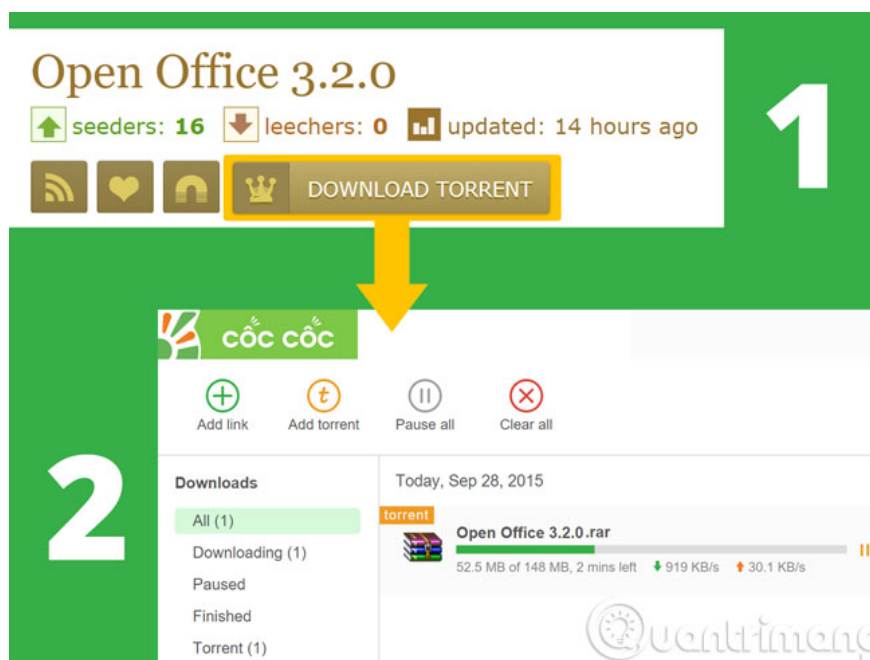 Open Office 3.2.0
seeders: 16 leechers: 0 updated: 14 hours ago
DOWNLOAD TORRENT
1
cốc cốc
Add link Add torrent Pause all Clear all
2
Downloads
Today, Sep 28, 2015
All (1)
torrent
Open Office 3.2.0.rar
Downloading (1)
52.5 MB of 148 MB, 2 mins left 919 KB/s 30.1 KB/s
Paused
Finished
Torrent (1)
Quantrimang